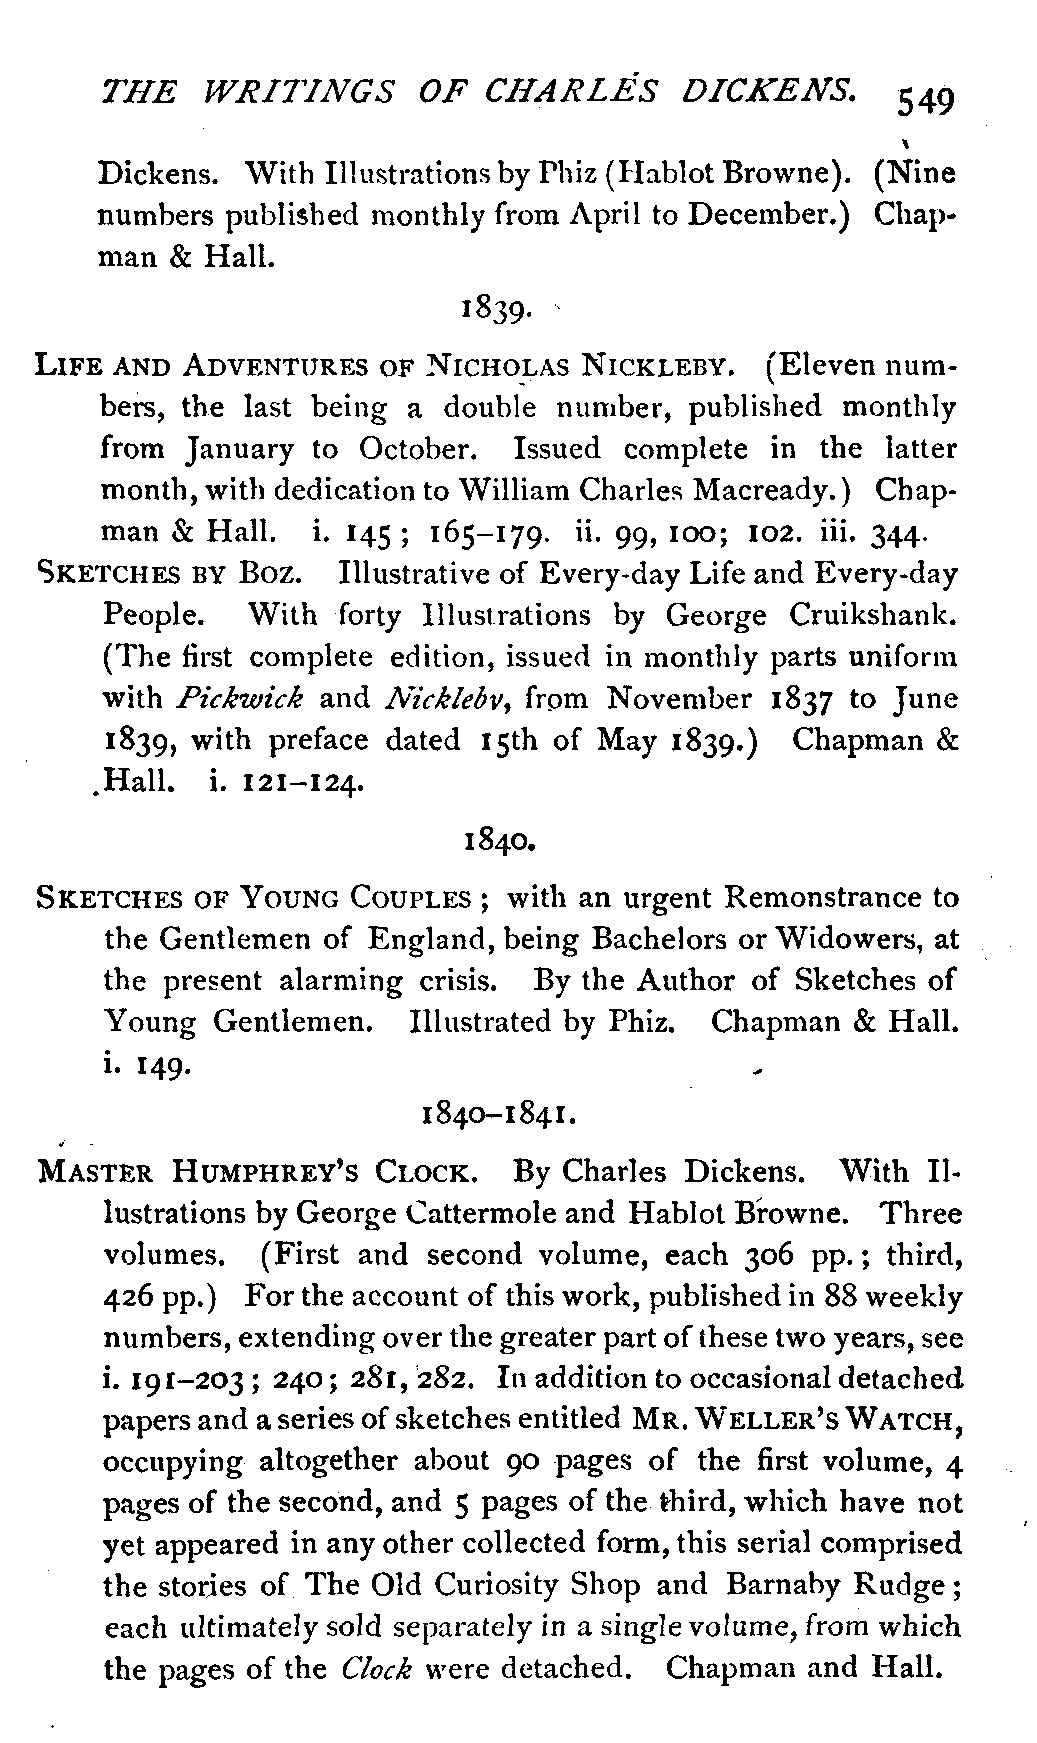 THE WRITINGS OF CHARLES DICKENS. 549
Dickens. With Illustrations by Phiz (Hablot Browne). (Nine
numbers published monthly from April to December.) Chap-
man & Hall.
1839.
LIFE AND ADVENTURES OF NICHOLAS NICKLEBY. (Eleven num-
bers, the last being a double number, published monthly
from January to October. Issued complete in the latter
month, with dedication to William Charles Macready.) Chap-
man & Hall. i. 145; 165–179. ii. 99, 100; 102. iii. 344.
SKETCHES BY BOZ. Illustrative of Every-day Life and Every-day
People. With forty Illustrations by George Cruikshank.
(The first complete edition, issued in monthly parts uniform
with Pickwick and Nickleby, from November 1837 to June
1839, with preface dated 15th of May 1839.) Chapman &
Hall. i. 121–124.
1840.
SKETCHES OF YOUNG COUPLES; with an urgent Remonstrance to
the Gentlemen of England, being Bachelors or Widowers, at
the present alarming crisis. By the Author of Sketches of
Young Gentlemen. Illustrated by Phiz. Chapman & Hall.
i. 149.
1840–1841.
MASTER HUMPHREY'S CLOCK. By Charles Dickens. With Il-
lustrations by George Cattermole and Hablot Browne. Three
volumes. (First and second volume, each 306 pp.; third,
426 pp.) For the account of this work, published in 88 weekly
numbers, extending over the greater part of these two years, see
i. 191–203; 240; 281, 282. In addition to occasional detached
papers and a series of sketches entitled MR. WELLER'S WATCH,
occupying altogether about 90 pages of the first volume, 4
pages of the second, and 5 pages of the third, which have not
yet appeared in any other collected form, this serial comprised
the stories of The Old Curiosity Shop and Barnaby Rudge;
each ultimately sold separately in a single volume, from which
the pages of the Clock were detached. Chapman and Hall.